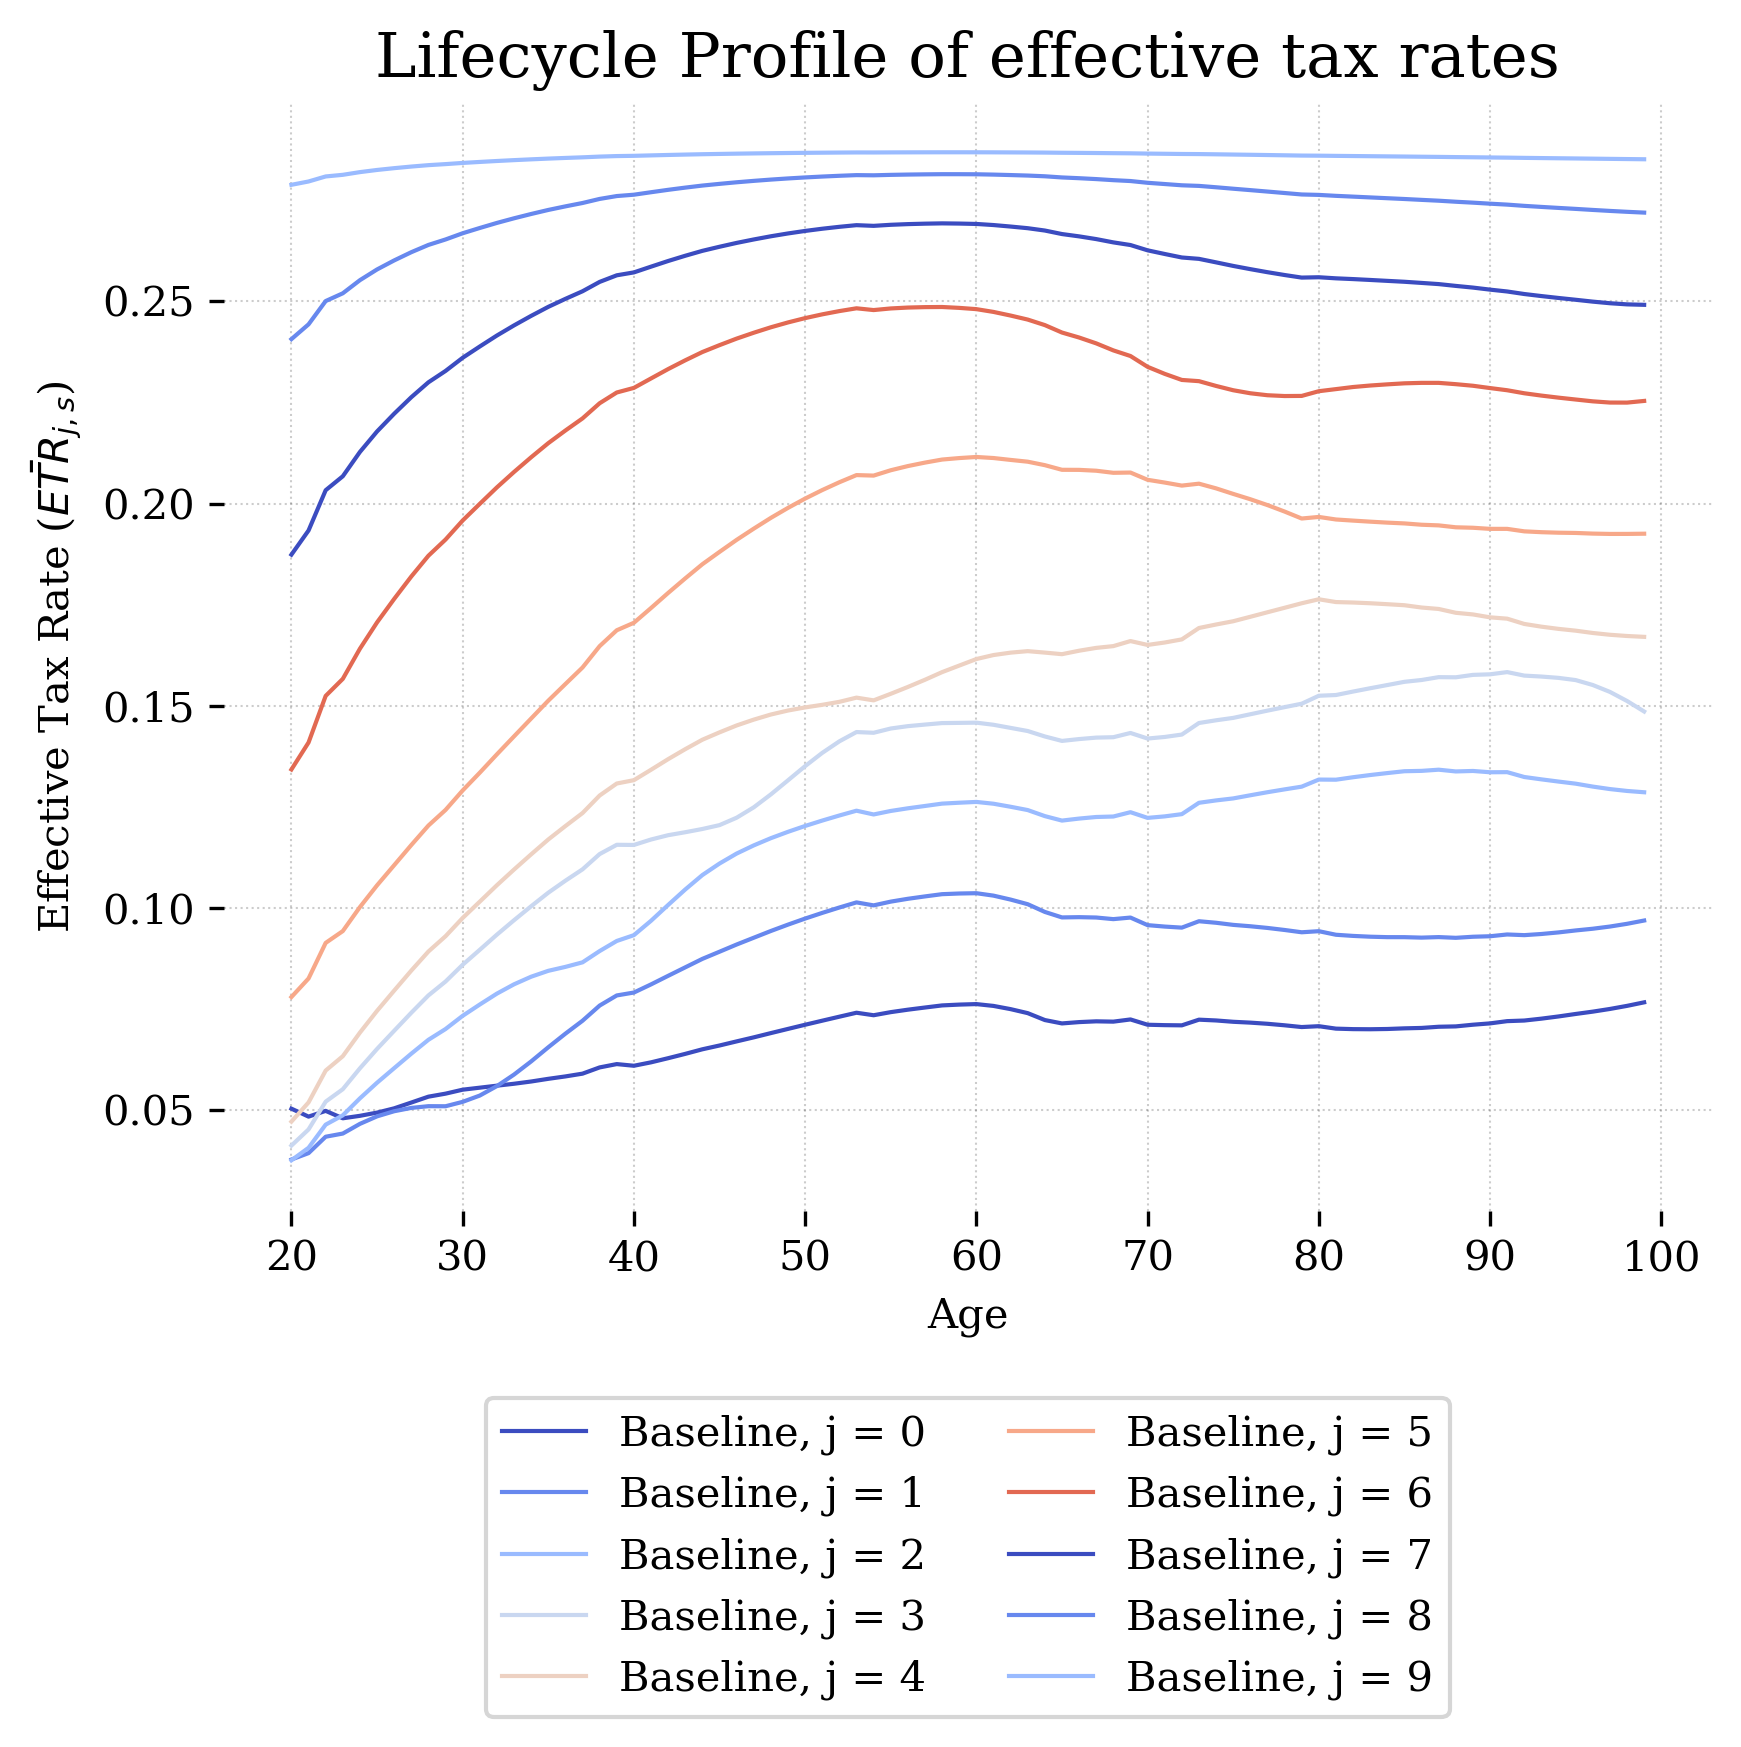 Lifecycle Profile of effective tax rates
Effective Tax Rate (ET̄R_{j,s})
0.25
0.20
0.15
0.10
0.05
20 30 40 50 60 70 80 90 100
Age
Baseline, j = 0
Baseline, j = 1
Baseline, j = 2
Baseline, j = 3
Baseline, j = 4
Baseline, j = 5
Baseline, j = 6
Baseline, j = 7
Baseline, j = 8
Baseline, j = 9